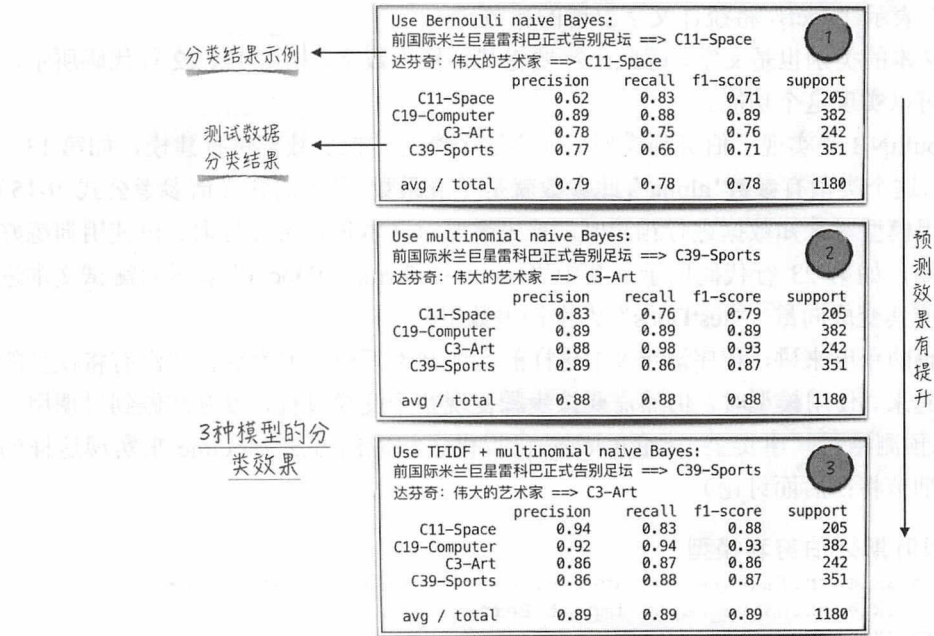 Use Bernoulli naive Bayes:
前国际米兰巨星雷科巴正式告别足坛 ==> C11-Space
达芬奇：伟大的艺术家 ==> C11-Space
precision recall f1-score support
C11-Space 0.62 0.83 0.71 205
C19-Computer 0.89 0.88 0.89 382
C3-Art 0.78 0.75 0.76 242
C39-Sports 0.77 0.66 0.71 351
avg / total 0.79 0.78 0.78 1180
1
分类结果示例
测试数据
分类结果
Use multinomial naive Bayes:
前国际米兰巨星雷科巴正式告别足坛 ==> C39-Sports
达芬奇：伟大的艺术家 ==> C3-Art
precision recall f1-score support
C11-Space 0.83 0.76 0.79 205
C19-Computer 0.89 0.89 0.89 382
C3-Art 0.88 0.98 0.93 242
C39-Sports 0.89 0.86 0.87 351
avg / total 0.88 0.88 0.88 1180
2
3种模型的分
类效果
Use TFIDF + multinomial naive Bayes:
前国际米兰巨星雷科巴正式告别足坛 ==> C39-Sports
达芬奇：伟大的艺术家 ==> C3-Art
precision recall f1-score support
C11-Space 0.94 0.83 0.88 205
C19-Computer 0.92 0.94 0.93 382
C3-Art 0.86 0.87 0.86 242
C39-Sports 0.86 0.88 0.87 351
avg / total 0.89 0.89 0.89 1180
3
预测效果有提升